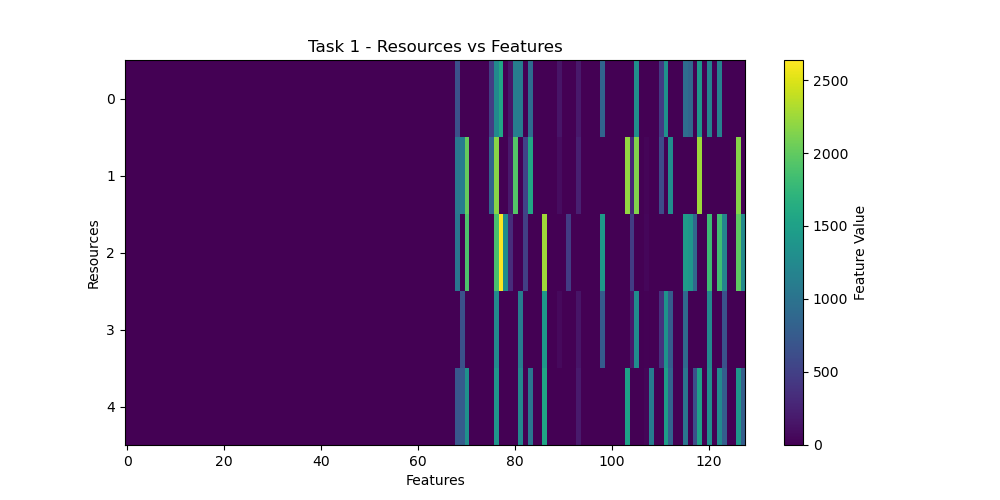 Task 1 - Resources vs Features
Resources
0
1
2
3
4
0 20 40 60 80 100 120
Features
2500
2000
1500
1000
500
0
Feature Value